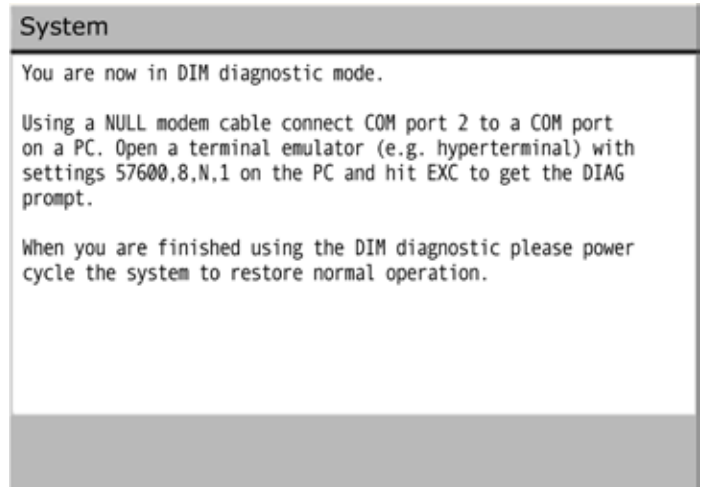 System
You are now in DIM diagnostic mode.
Using a NULL modem cable connect COM port 2 to a COM port
on a PC. Open a terminal emulator (e.g. hyperterminal) with
settings 57600,8,N,1 on the PC and hit EXC to get the DIAG
prompt.
When you are finished using the DIM diagnostic please power
cycle the system to restore normal operation.